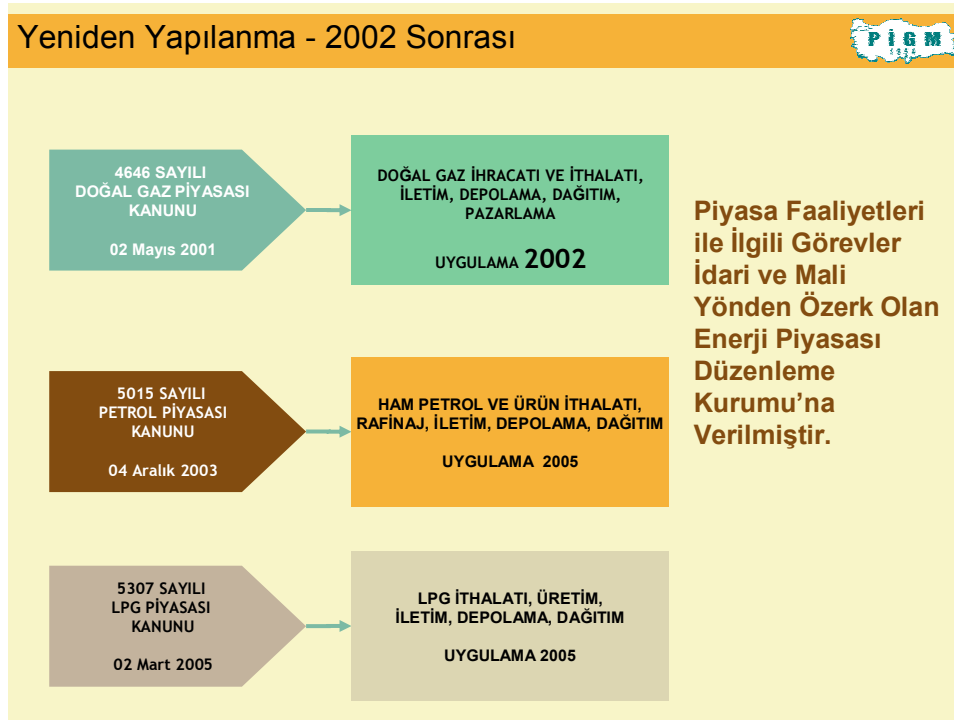 Yeniden Yapılanma - 2002 Sonrası
PİGM
1954
4646 SAYILI
DOĞAL GAZ PİYASASI
KANUNU
02 Mayıs 2001
DOĞAL GAZ İHRACATI VE İTHALATI,
İLETİM, DEPOLAMA, DAĞITIM,
PAZARLAMA
UYGULAMA 2002
5015 SAYILI
PETROL PİYASASI
KANUNU
04 Aralık 2003
HAM PETROL VE ÜRÜN İTHALATI,
RAFİNAJ, İLETİM, DEPOLAMA, DAĞITIM
UYGULAMA 2005
5307 SAYILI
LPG PİYASASI
KANUNU
02 Mart 2005
LPG İTHALATI, ÜRETİM,
İLETİM, DEPOLAMA, DAĞITIM
UYGULAMA 2005
Piyasa Faaliyetleri
ile İlgili Görevler
İdari ve Mali
Yönden Özerk Olan
Enerji Piyasası
Düzenleme
Kurumu’na
Verilmiştir.